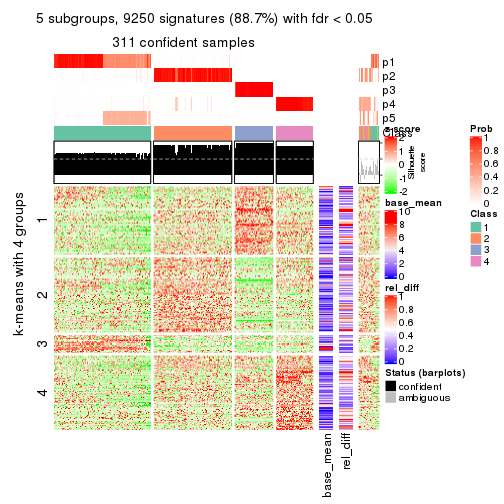 5 subgroups, 9250 signatures (88.7%) with fdr < 0.05
311 confident samples
p1
p2
p3
p4
p5
Class
Silhouette
score
k-means with 4 groups
1
2
3
4
base_mean
rel_diff
z-score
2
1
0
-1
-2
base_mean
10
8
6
4
2
0
rel_diff
1
0.8
0.6
0.4
0.2
0
Status (barplots)
confident
ambiguous
Prob
1
0.8
0.6
0.4
0.2
0
Class
1
2
3
4